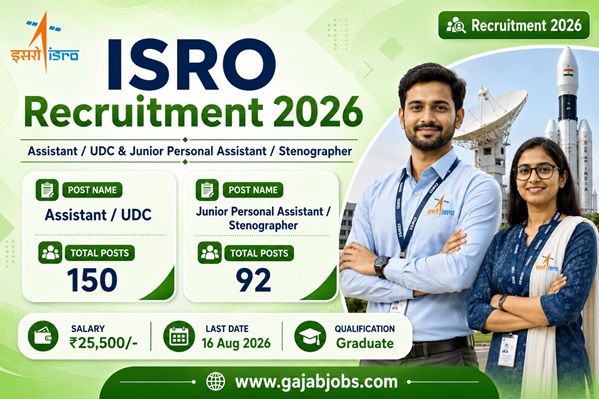 इसरो isro
ISRO
Recruitment 2026
Assistant / UDC & Junior Personal Assistant / Stenographer
POST NAME
Assistant / UDC
TOTAL POSTS
150
POST NAME
Junior Personal Assistant /
Stenographer
TOTAL POSTS
92
SALARY
₹25,500/-
LAST DATE
16 Aug 2026
QUALIFICATION
Graduate
www.gajabjobs.com
Recruitment 2026
इसरो isro